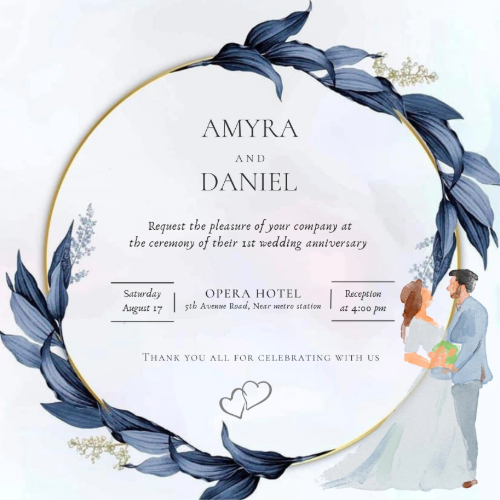 AMYRA
AND
DANIEL
Request the pleasure of your company at
the ceremony of their 1st wedding anniversary
Saturday
August 17
OPERA HOTEL
5th Avenue Road, Near metro station
Reception
at 4:00 pm
THANK YOU ALL FOR CELEBRATING WITH US